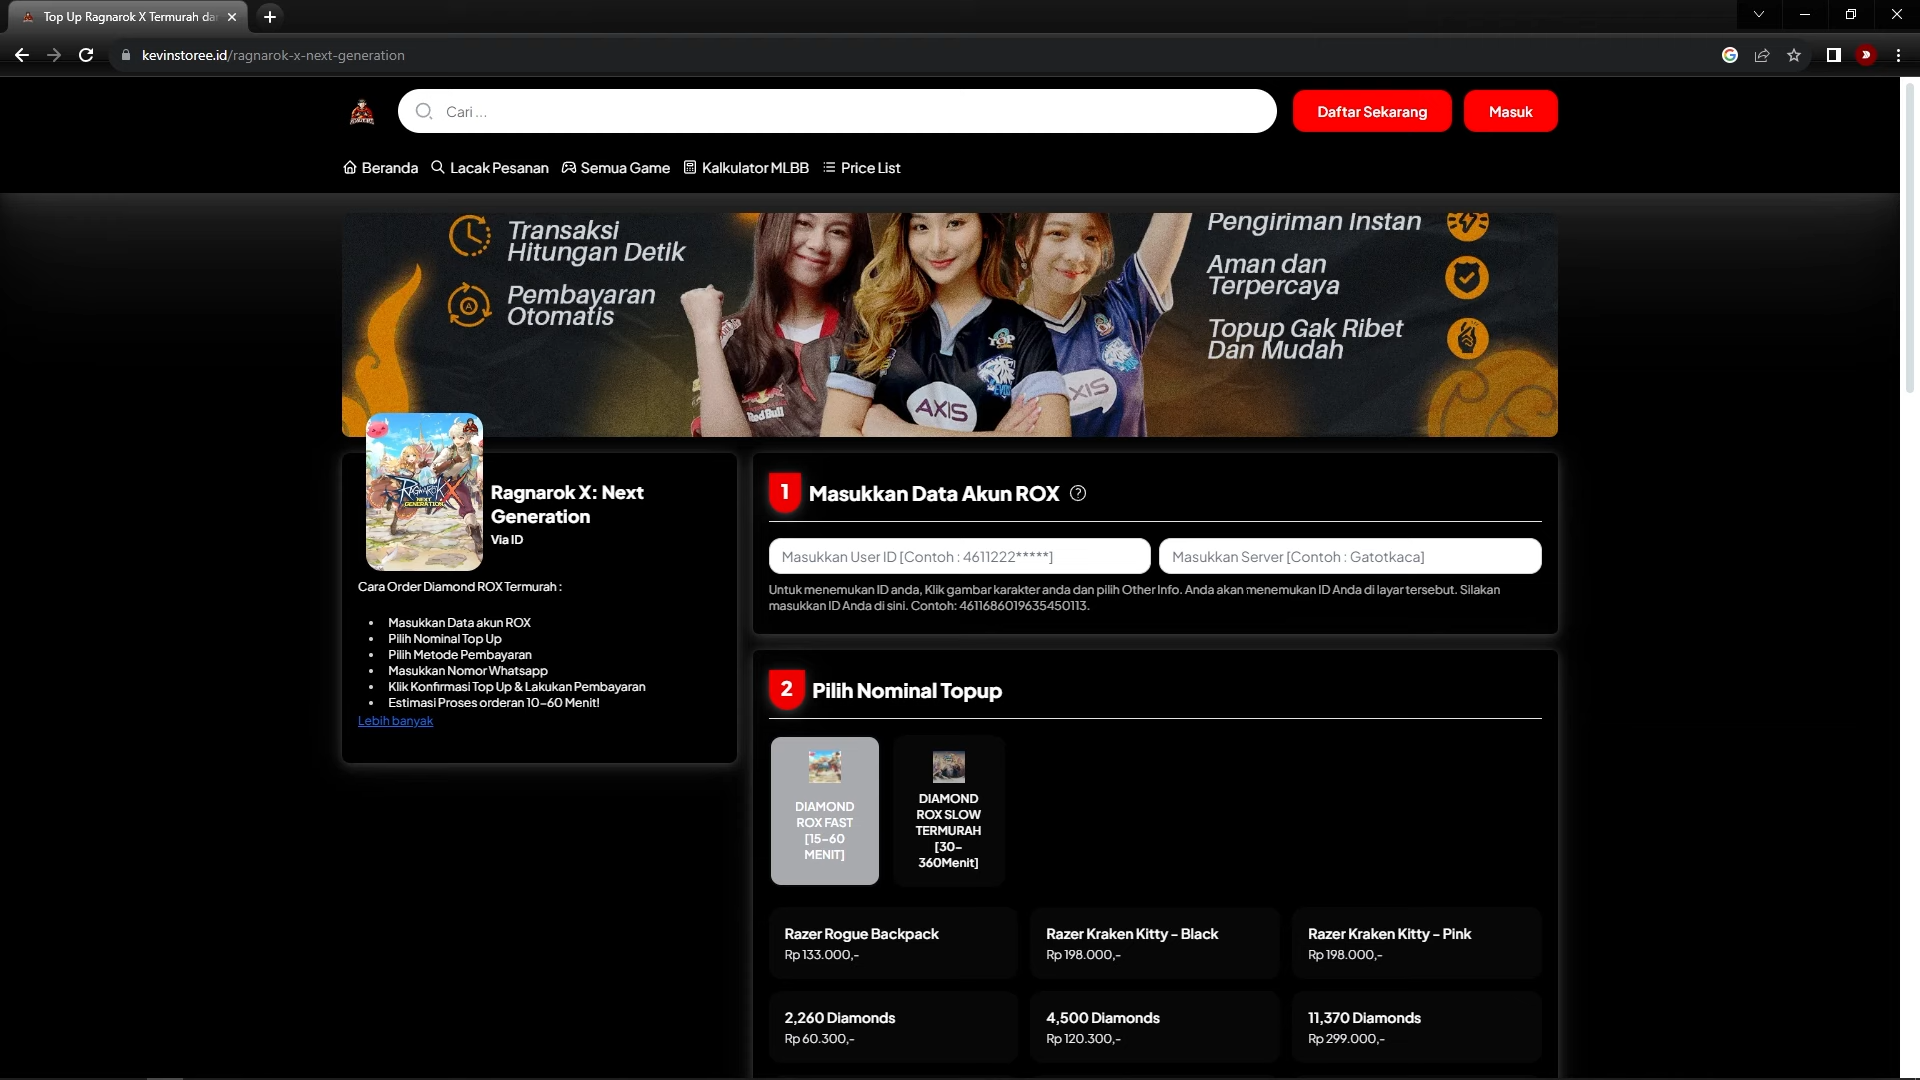 Top Up Ragnarok X Termurah dar
kevinstoree.id/ragnarok-x-next-generation
Cari ...
Daftar Sekarang
Masuk
Beranda
Lacak Pesanan
Semua Game
Kalkulator MLBB
Price List
Transaksi
Hitungan Detik
Pembayaran
Otomatis
Pengiriman Instan
Aman dan
Terpercaya
Topup Gak Ribet
Dan Mudah
Red Bull
AXIS
AXIS
RAGNAROK X
NEXT GENERATION
Ragnarok X: Next
Generation
Via ID
Cara Order Diamond ROX Termurah :
Masukkan Data akun ROX
Pilih Nominal Top Up
Pilih Metode Pembayaran
Masukkan Nomor Whatsapp
Klik Konfirmasi Top Up & Lakukan Pembayaran
Estimasi Proses orderan 10-60 Menit!
Lebih banyak
1 Masukkan Data Akun ROX
Masukkan User ID [Contoh : 4611222*****]
Masukkan Server [Contoh : Gatotkaca]
Untuk menemukan ID anda, Klik gambar karakter anda dan pilih Other Info. Anda akan menemukan ID Anda di layar tersebut. Silakan
masukkan ID Anda di sini. Contoh: 4611686019635450113.
2 Pilih Nominal Topup
DIAMOND
ROX FAST
[15-60
MENIT]
DIAMOND
ROX SLOW
TERMURAH
[30-
360Menit]
Razer Rogue Backpack
Rp 133.000,-
Razer Kraken Kitty - Black
Rp 198.000,-
Razer Kraken Kitty - Pink
Rp 198.000,-
2,260 Diamonds
Rp 60.300,-
4,500 Diamonds
Rp 120.300,-
11,370 Diamonds
Rp 299.000,-